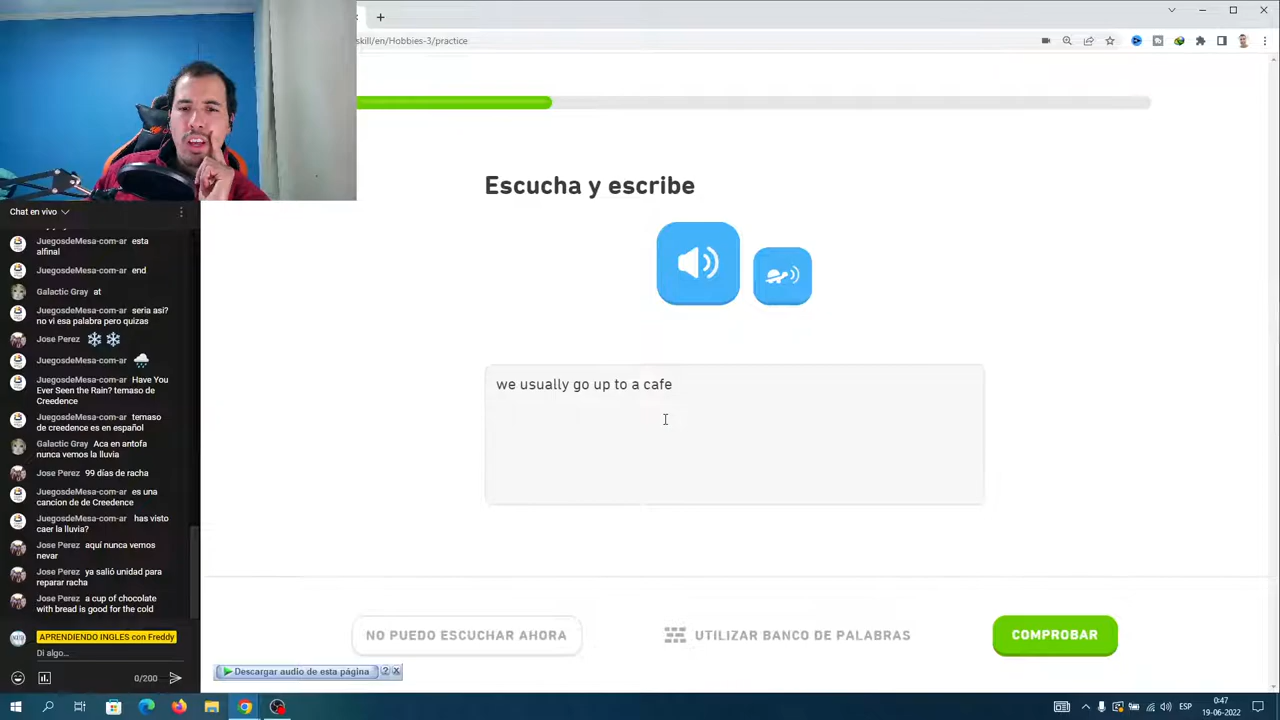 skill/en/Hobbies-3/practice
Chat en vivo
JuegosdeMesa-com-ar esta
alfinal
JuegosdeMesa-com-ar end
Galactic Gray at
JuegosdeMesa-com-ar seria asi?
no vi esa palabra pero quizas
Jose Perez
JuegosdeMesa-com-ar
JuegosdeMesa-com-ar Have You
Ever Seen the Rain? temaso de
Creedence
JuegosdeMesa-com-ar temaso
de creedence es en español
Galactic Gray Aca en antofa
nunca vemos la lluvia
Jose Perez 99 días de racha
JuegosdeMesa-com-ar es una
cancion de de Creedence
JuegosdeMesa-com-ar has visto
caer la lluvia?
Jose Perez aquí nunca vemos
nevar
Jose Perez ya salió unidad para
reparar racha
Jose Perez a cup of chocolate
with bread is good for the cold
APRENDIENDO INGLES con Freddy
Di algo...
0/200
Escucha y escribe
we usually go up to a cafe
NO PUEDO ESCUCHAR AHORA
UTILIZAR BANCO DE PALABRAS
COMPROBAR
Descargar audio de esta página ? x
ESP
0:47
19-06-2022